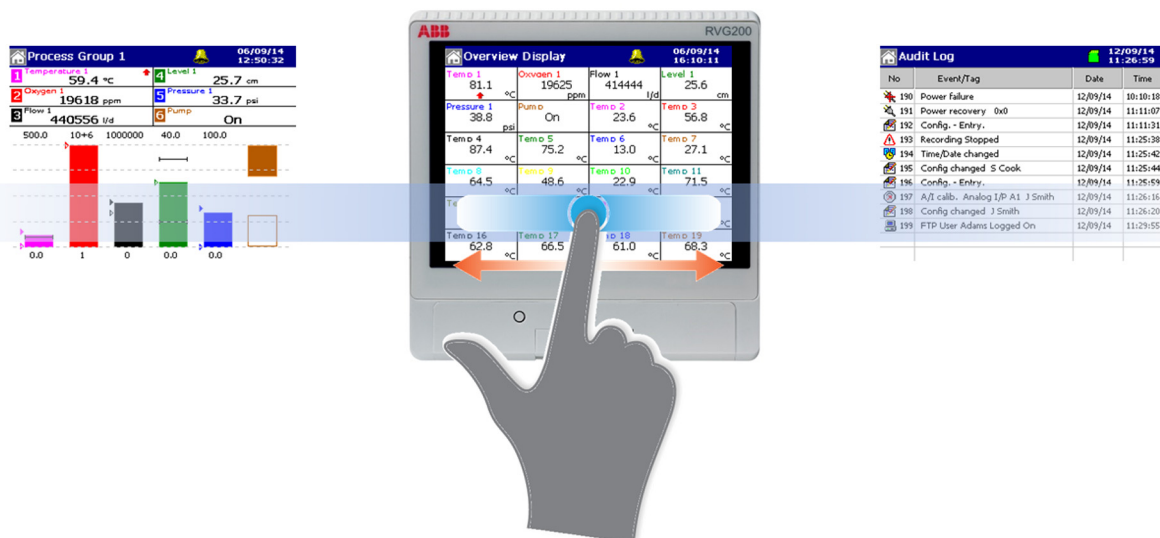 Process Group 1
06/09/14
12:50:32
1 Temperature 1
59.4 °C
4 Level 1
25.7 cm
2 Oxygen 1
19618 ppm
5 Pressure 1
33.7 psi
3 Flow 1
440556 l/d
6 Pump
On
500.0 10+6 1000000 40.0 100.0
0.0 1 0 0.0 0.0
ABB
RVG200
Overview Display
06/09/14
16:10:11
Temp 1 Oxygen 1 Flow 1 Level 1
81.1 19625 414444 25.6
°C ppm l/d cm
Pressure 1 Pump Temp 2 Temp 3
38.8 On 23.6 56.8
psi °C °C
Temp 4 Temp 5 Temp 6 Temp 7
87.4 75.2 13.0 27.1
°C °C °C °C
Temp 8 Temp 9 Temp 10 Temp 11
64.5 48.6 22.9 71.5
°C °C °C °C
°C
Temp 16 Temp 17 Temp 18 Temp 19
62.8 66.5 61.0 68.3
°C °C °C
Audit Log
12/09/14
11:26:59
No Event/Tag Date Time
190 Power failure 12/09/14 10:10:18
191 Power recovery 0x0 12/09/14 11:11:07
192 Config. - Entry. 12/09/14 11:11:31
193 Recording Stopped 12/09/14 11:25:38
194 Time/Date changed 12/09/14 11:25:42
195 Config changed S Cook 12/09/14 11:25:44
196 Config. - Entry. 12/09/14 11:25:59
197 A/I calib. Analog I/P A1 J Smith 12/09/14 11:26:16
198 Config changed J Smith 12/09/14 11:26:20
199 FTP User Adams Logged On 12/09/14 11:29:55